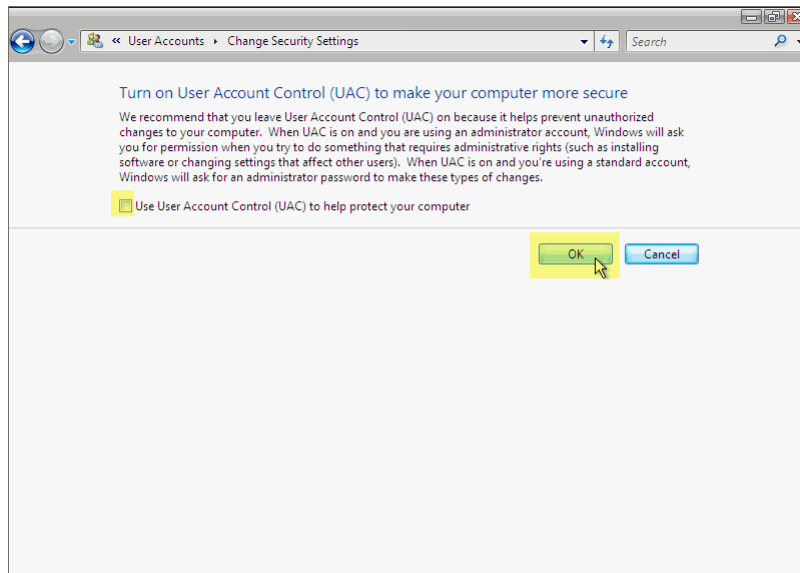 « User Accounts ▸ Change Security Settings
Search
Turn on User Account Control (UAC) to make your computer more secure
We recommend that you leave User Account Control (UAC) on because it helps prevent unauthorized
changes to your computer.  When UAC is on and you are using an administrator account, Windows will ask
you for permission when you try to do something that requires administrative rights (such as installing
software or changing settings that affect other users).  When UAC is on and you're using a standard account,
Windows will ask for an administrator password to make these types of changes.
Use User Account Control (UAC) to help protect your computer
OK
Cancel